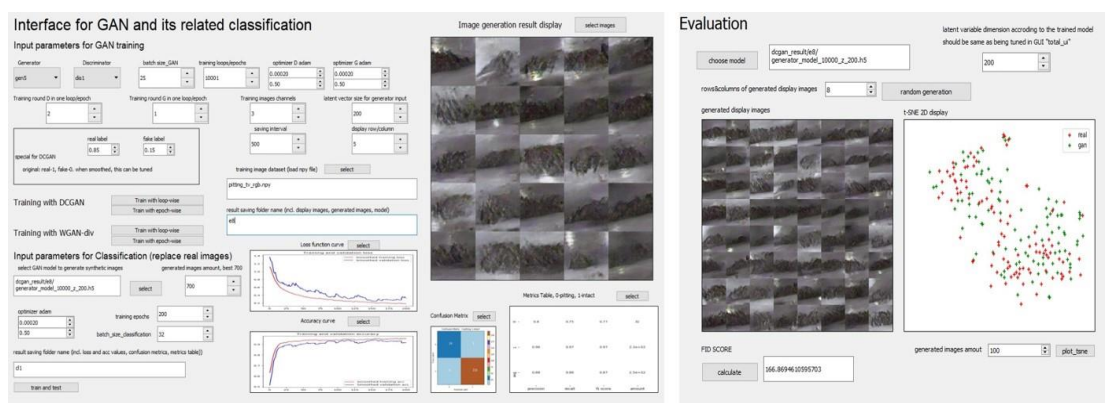 Interface for GAN and its related classification
Input parameters for GAN training
Generator
Discrminator
batch size_GAN
training loops/epochs
optimizer D adam
optimizer G adam
gen5
dis1
25
10001
0.00020
0.50
0.00020
0.50
Training round D in one loop/epoch
Training round G in one loop/epoch
Training images channels
latent vector size for generator input
2
1
3
200
saving interval
display row/column
500
5
real label
fake label
0.85
0.15
special for DCGAN
original: real-1, fake-0. when smoothed, this can be tuned
training image dataset (load npy file)
select
pitting_tv_rgb.npy
result saving folder name (incl. display images, generated images, model)
e8
Training with DCGAN
Train with loop-wise
Train with epoch-wise
Training with WGAN-div
Train with loop-wise
Train with epoch-wise
Input parameters for Classification (replace real images)
select GAN model to generate synthetic images
generated images amount, best 700
dcgan_result/e8/
generator_model_10000_z_200.h5
select
700
optimizer adam
0.00020
0.50
training epochs
200
batch_size_classification
32
result saving folder name (incl. loss and acc values, confusion metrics, metrics table))
train and test
Loss function curve
select
Accuracy curve
select
Image generation result display
select images
Confusion Matrix
select
Metrics Table, 0-pitting, 1-intact
select
precision
recall
amount
Evaluation
latent variable dimension accroding to the trained model
should be same as being tuned in GUI "total_ui"
choose model
dcgan_result/e8/
generator_model_10000_z_200.h5
200
rows&columns of generated display images
8
random generation
generated display images
t-SNE 2D display
real
gan
FID SCORE
calculate
166.8694610595703
generated images amout
100
plot_tsne